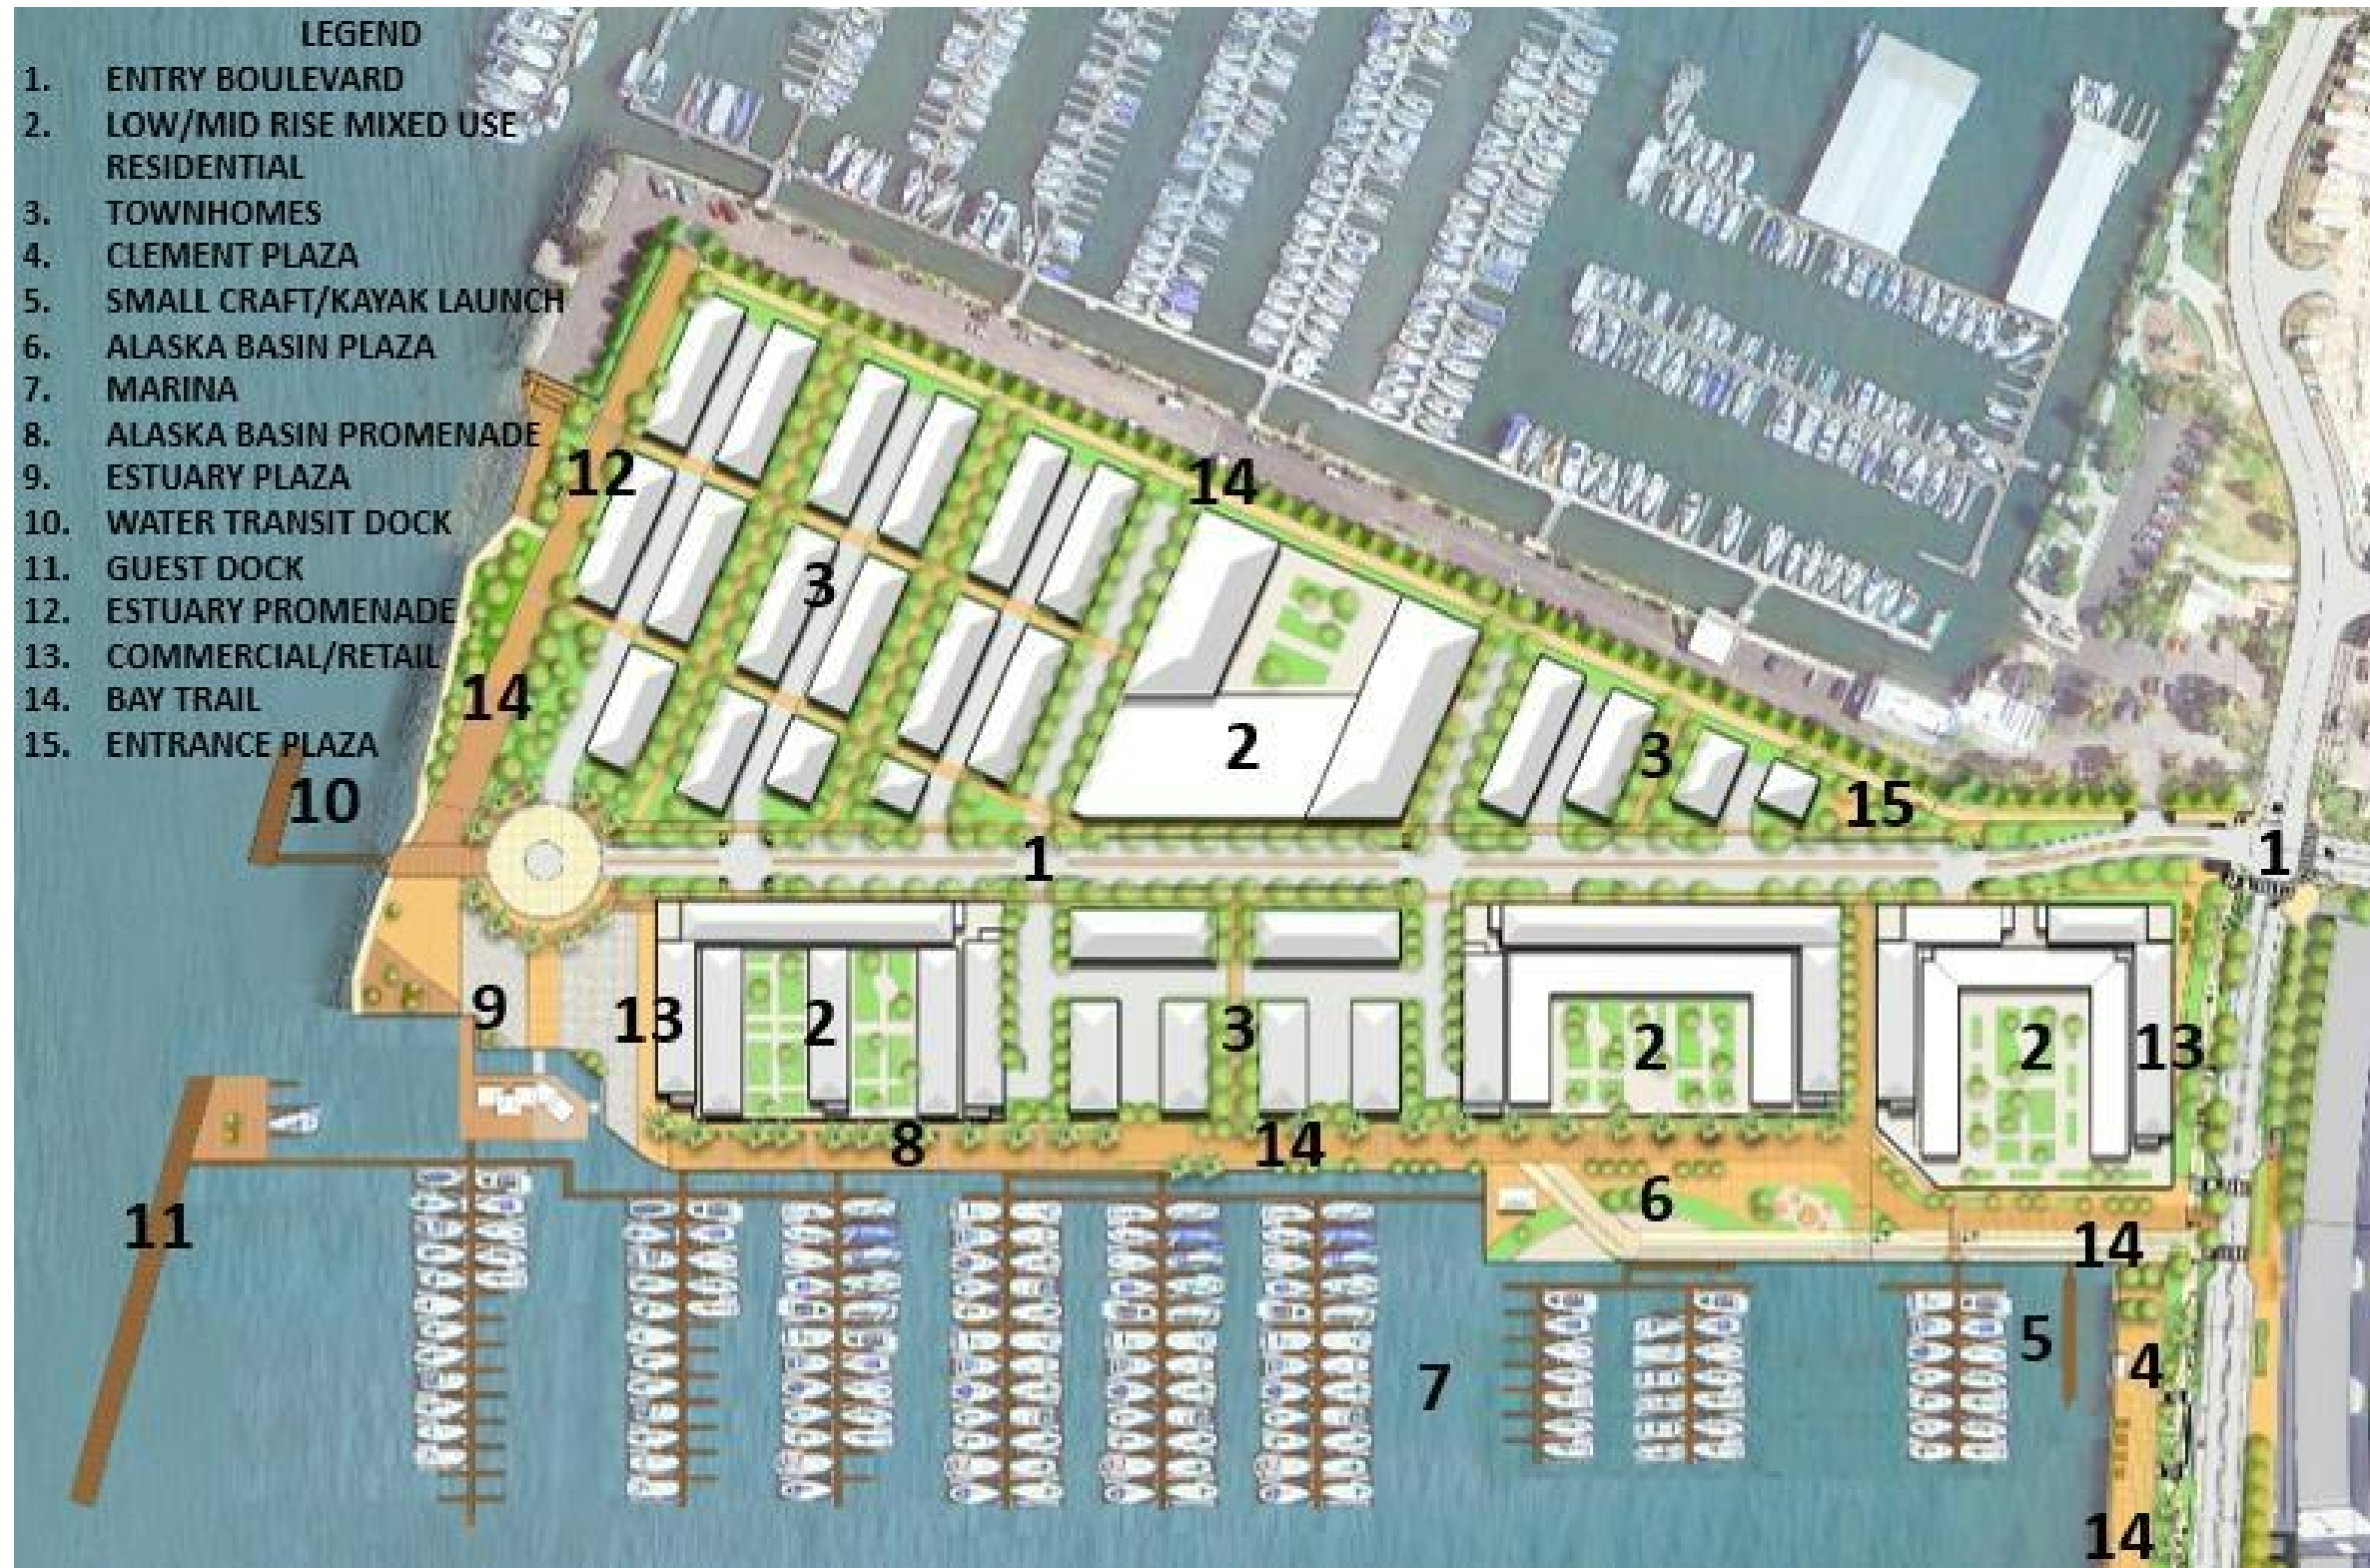 LEGEND
1. ENTRY BOULEVARD
2. LOW/MID RISE MIXED USE
RESIDENTIAL
3. TOWNHOMES
4. CLEMENT PLAZA
5. SMALL CRAFT/KAYAK LAUNCH
6. ALASKA BASIN PLAZA
7. MARINA
8. ALASKA BASIN PROMENADE
9. ESTUARY PLAZA
10. WATER TRANSIT DOCK
11. GUEST DOCK
12. ESTUARY PROMENADE
13. COMMERCIAL/RETAIL
14. BAY TRAIL
15. ENTRANCE PLAZA
12
14
3
14
2
3
10
15
1
1
9
13
2
3
2
2
13
8
14
6
11
14
7
5
4
14